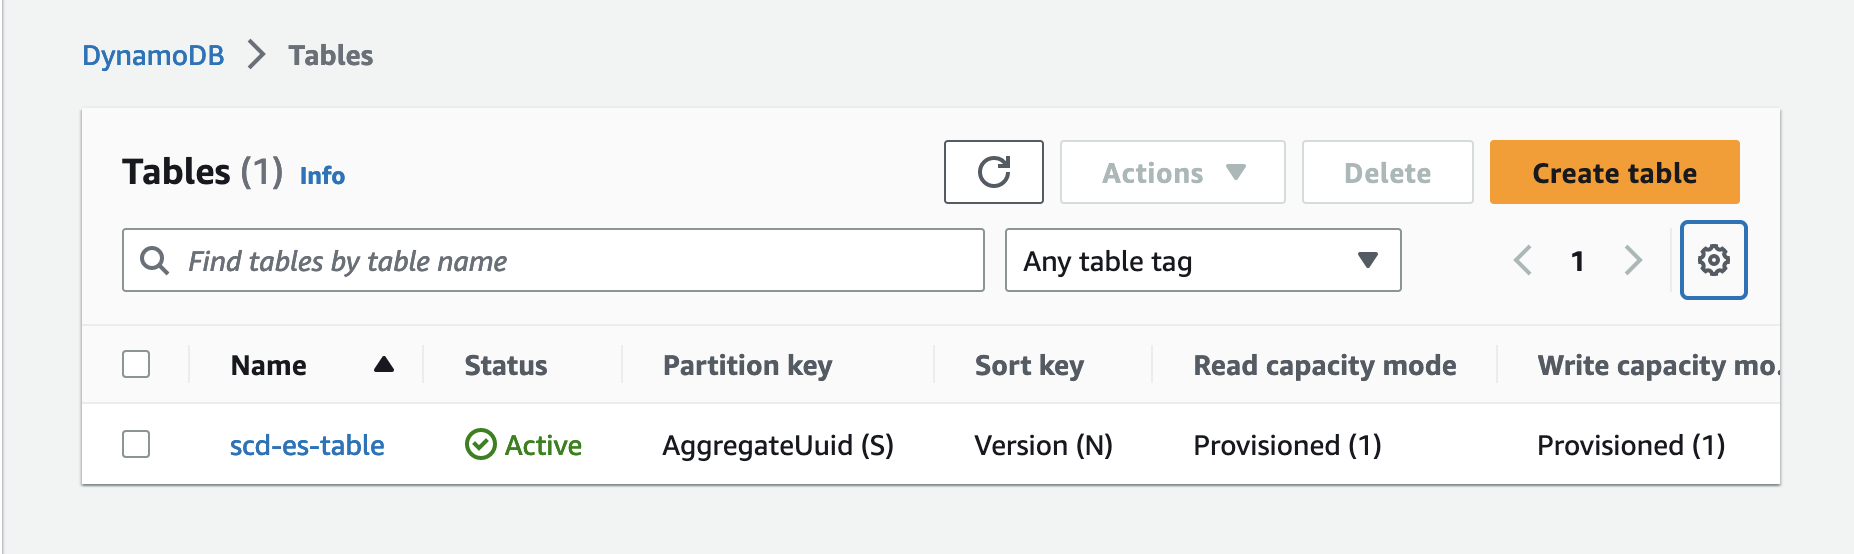 DynamoDB > Tables
Tables (1) Info
Actions Delete Create table
Find tables by table name Any table tag 1
Name Status Partition key Sort key Read capacity mode Write capacity mo.
scd-es-table Active AggregateUuid (S) Version (N) Provisioned (1) Provisioned (1)